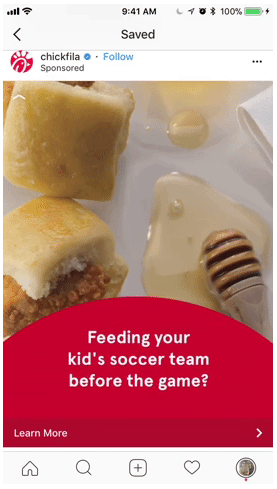 9:41 AM
100%
Saved
chickfila · Follow
Sponsored
Feeding your
kid's soccer team
before the game?
Learn More